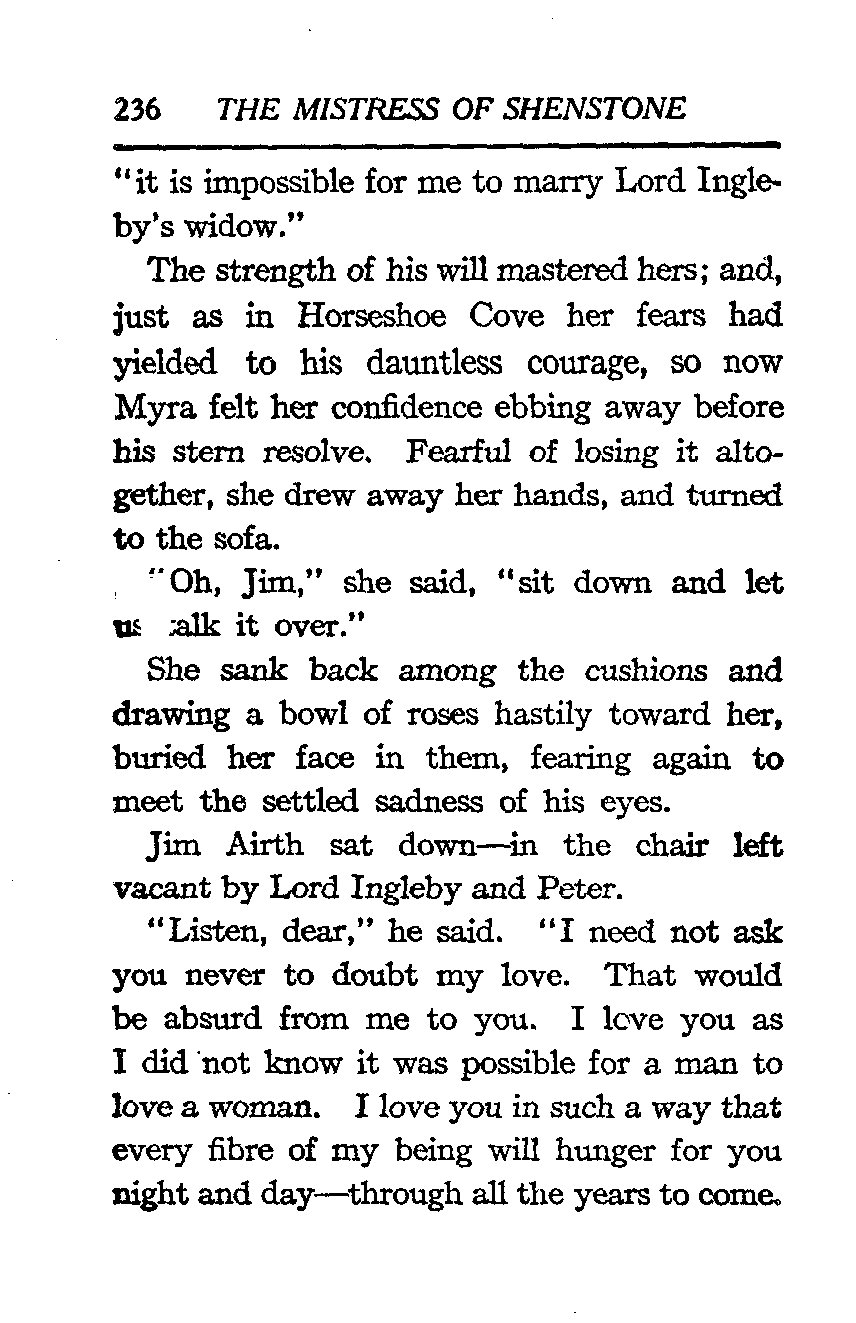 236 THE MISTRESS OF SHENSTONE
"it is impossible for me to marry Lord Ingle-
by's widow."
The strength of his will mastered hers; and,
just as in Horseshoe Cove her fears had
yielded to his dauntless courage, so now
Myra felt her confidence ebbing away before
his stern resolve. Fearful of losing it alto-
gether, she drew away her hands, and turned
to the sofa.
"Oh, Jim," she said, "sit down and let
us talk it over."
She sank back among the cushions and
drawing a bowl of roses hastily toward her,
buried her face in them, fearing again to
meet the settled sadness of his eyes.
Jim Airth sat down—in the chair left
vacant by Lord Ingleby and Peter.
"Listen, dear," he said. "I need not ask
you never to doubt my love. That would
be absurd from me to you. I love you as
I did not know it was possible for a man to
love a woman. I love you in such a way that
every fibre of my being will hunger for you
night and day—through all the years to come.